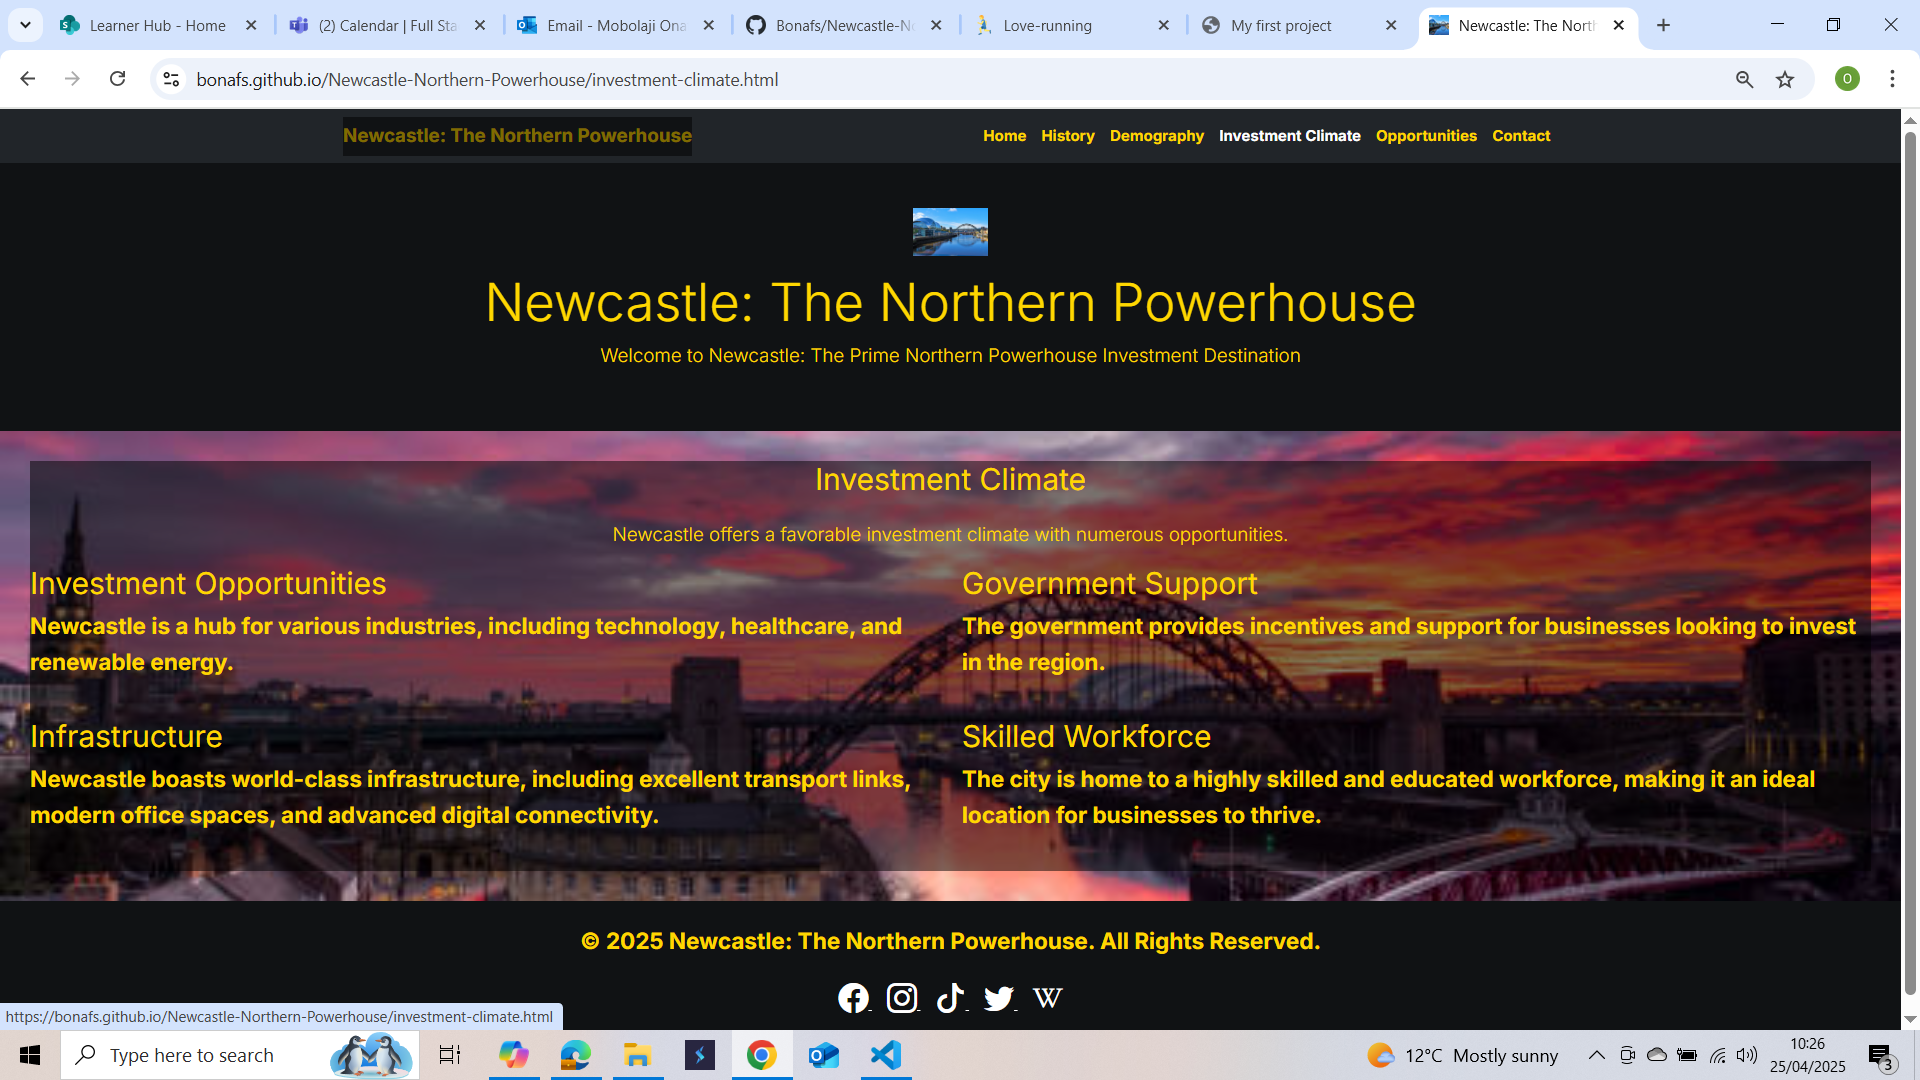 Learner Hub - Home
(2) Calendar | Full Sta
Email - Mobolaji Ona
Bonafs/Newcastle-No
Love-running
My first project
Newcastle: The North
bonafs.github.io/Newcastle-Northern-Powerhouse/investment-climate.html
O
Newcastle: The Northern Powerhouse
Home History Demography Investment Climate Opportunities Contact
Newcastle: The Northern Powerhouse
Welcome to Newcastle: The Prime Northern Powerhouse Investment Destination
Investment Climate
Newcastle offers a favorable investment climate with numerous opportunities.
Investment Opportunities
Newcastle is a hub for various industries, including technology, healthcare, and
renewable energy.
Government Support
The government provides incentives and support for businesses looking to invest
in the region.
Infrastructure
Newcastle boasts world-class infrastructure, including excellent transport links,
modern office spaces, and advanced digital connectivity.
Skilled Workforce
The city is home to a highly skilled and educated workforce, making it an ideal
location for businesses to thrive.
© 2025 Newcastle: The Northern Powerhouse. All Rights Reserved.
W
https://bonafs.github.io/Newcastle-Northern-Powerhouse/investment-climate.html
Type here to search
12°C Mostly sunny
10:26
25/04/2025
3